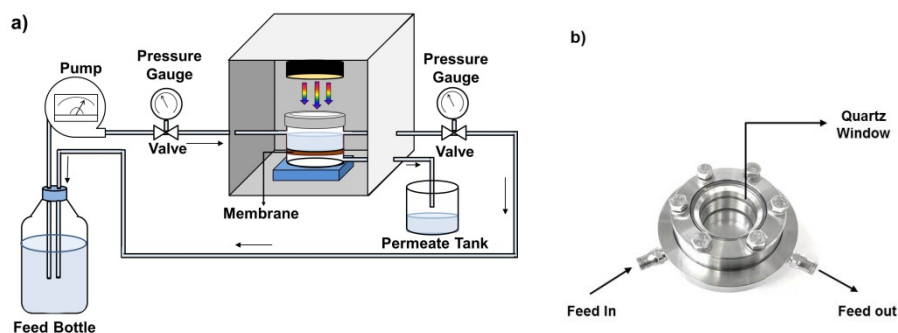 a)
Pump
Pressure
Gauge
Valve
Pressure
Gauge
Valve
Membrane
Permeate Tank
Feed Bottle
b)
Quartz
Window
Feed In
Feed out